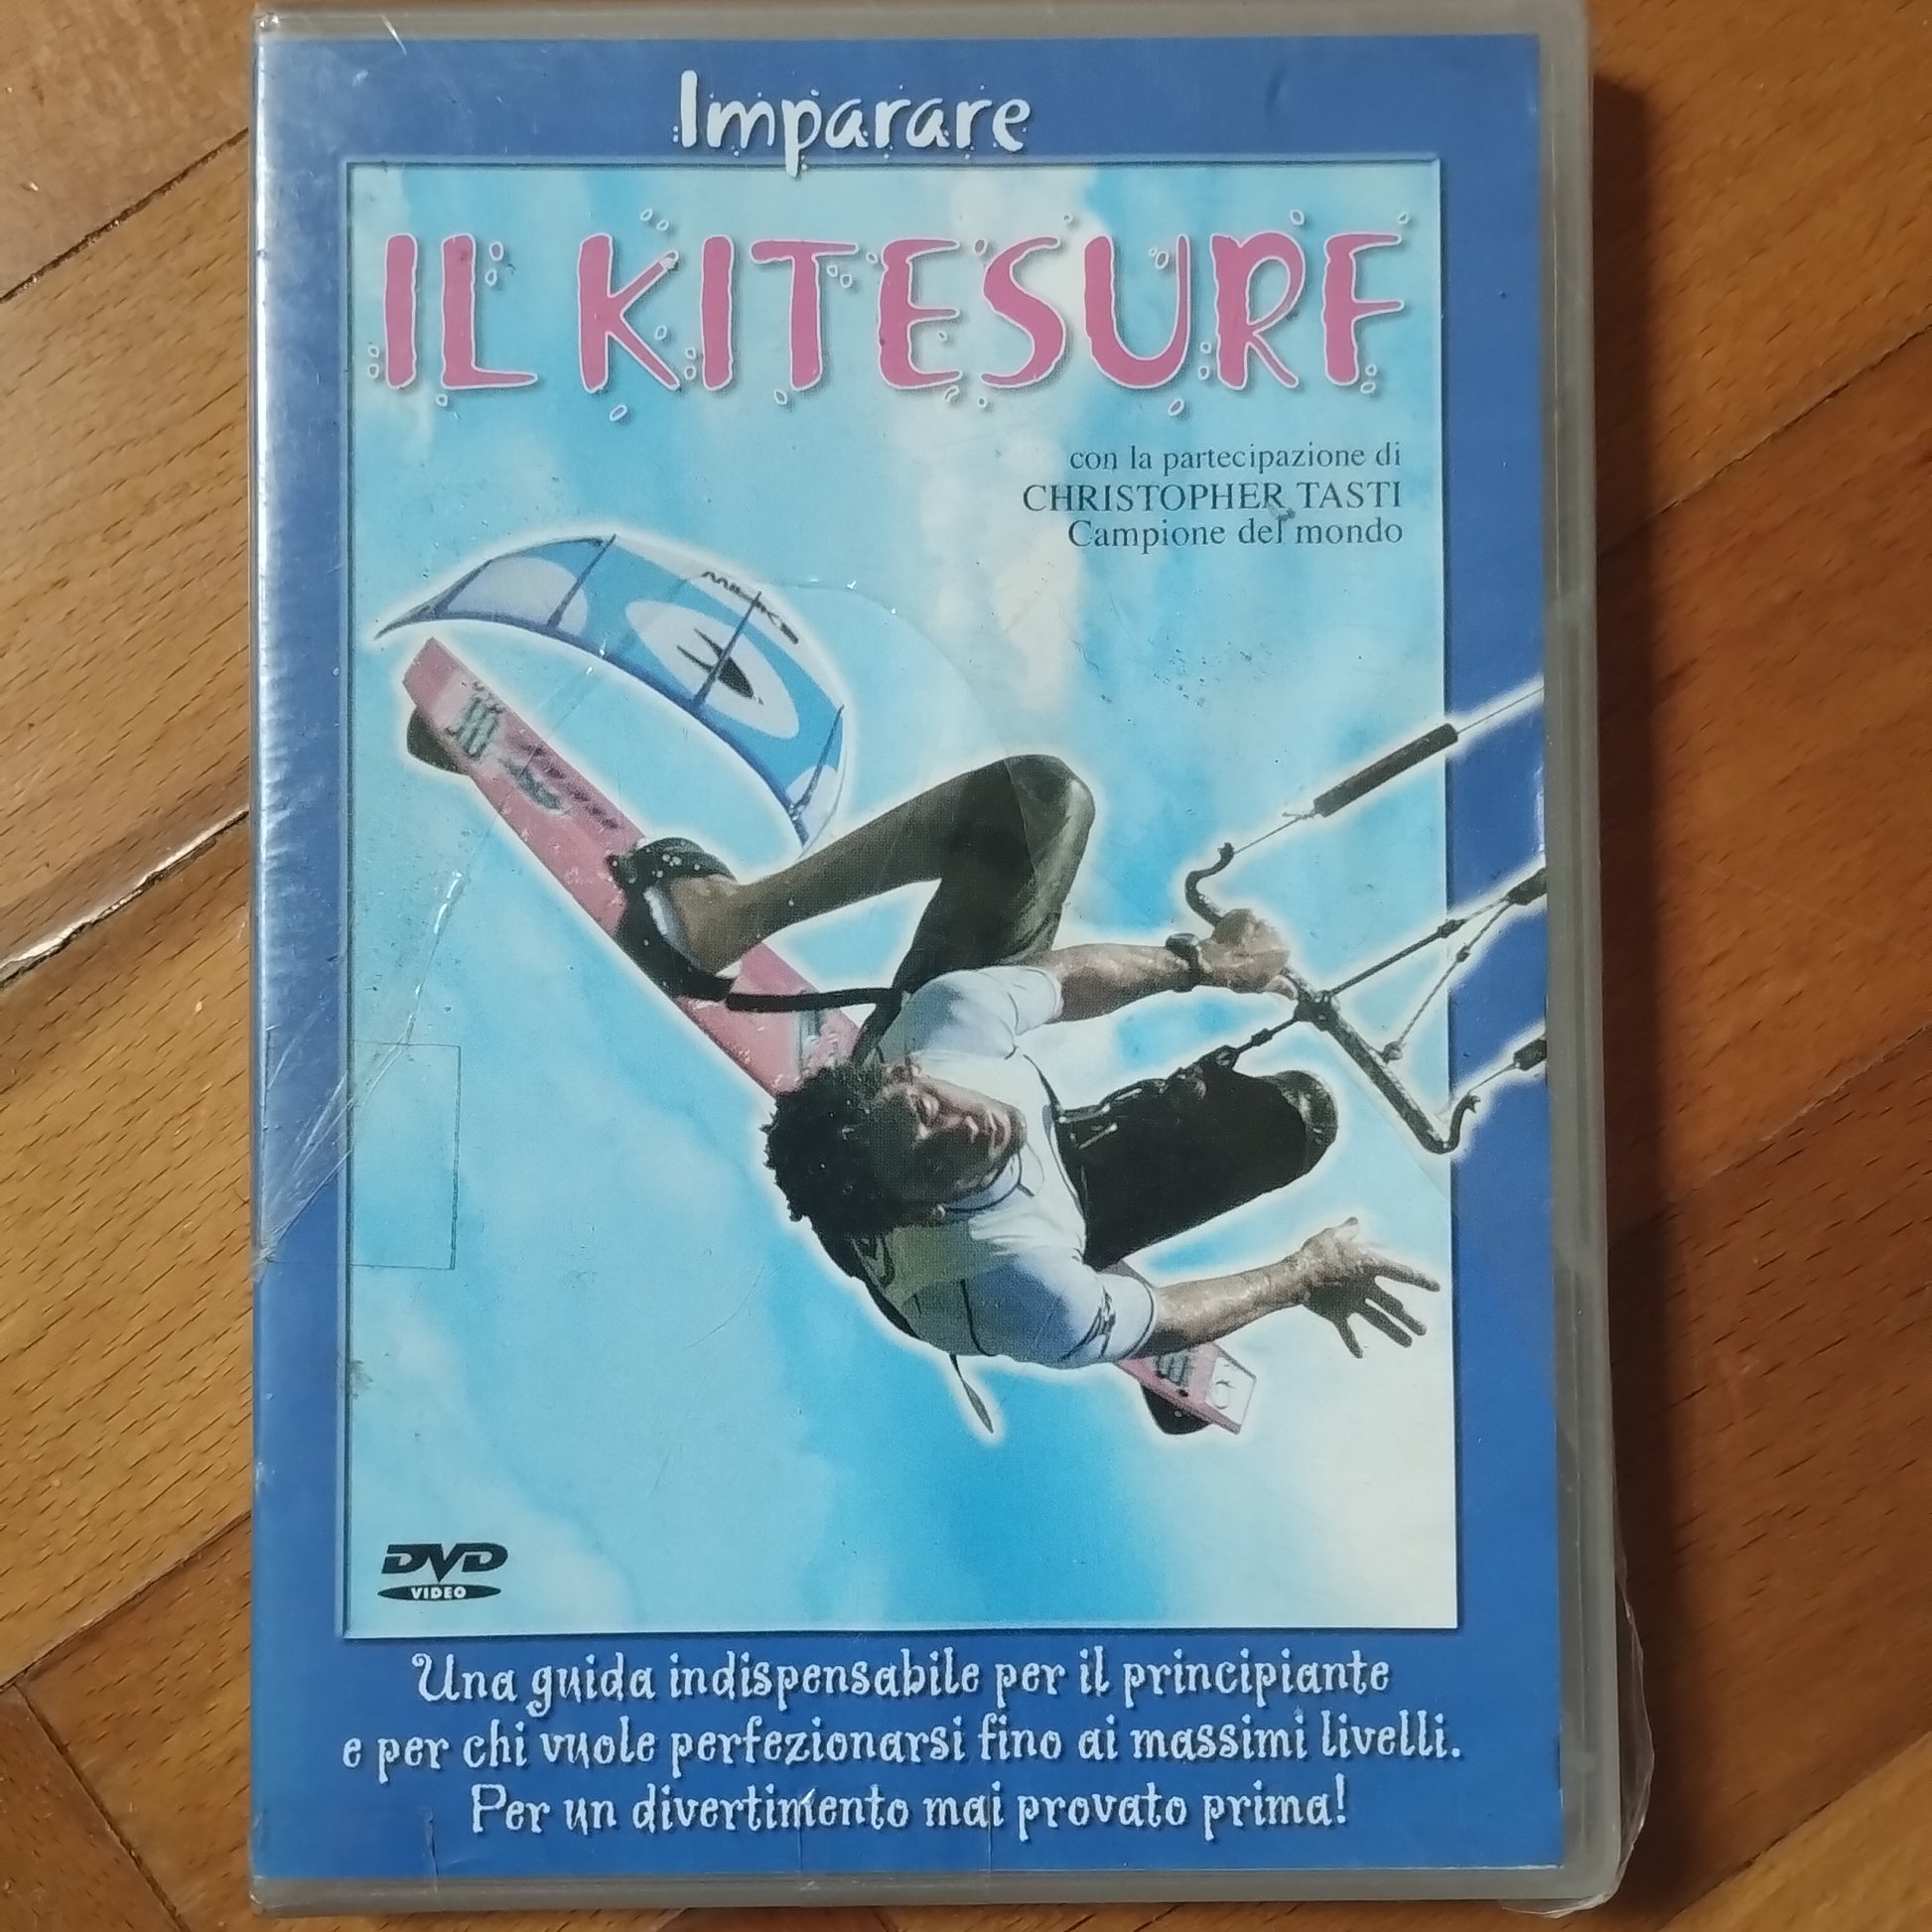 Imparare
IL KITESURF
con la partecipazione di
CHRISTOPHER TASTI
Campione del mondo
DVD
VIDEO
Una guida indispensabile per il principiante
e per chi vuole perfezionarsi fino ai massimi livelli.
Per un divertimento mai provato prima!